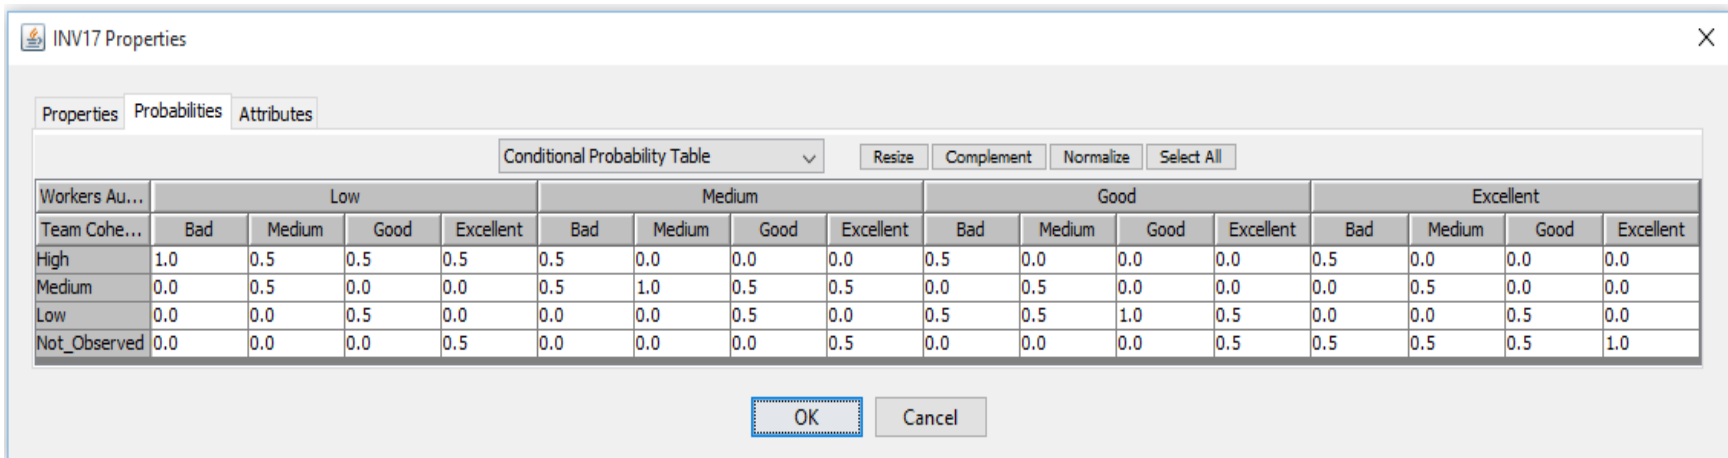 INV17 Properties
Properties Probabilities Attributes
Conditional Probability Table Resize Complement Normalize Select All
Workers Au... Low Medium Good Excellent
Team Cohe... Bad Medium Good Excellent Bad Medium Good Excellent Bad Medium Good Excellent Bad Medium Good Excellent
High 1.0 0.5 0.5 0.5 0.5 0.0 0.0 0.0 0.5 0.0 0.0 0.0 0.5 0.0 0.0 0.0
Medium 0.0 0.5 0.0 0.0 0.5 1.0 0.5 0.5 0.0 0.5 0.0 0.0 0.0 0.5 0.0 0.0
Low 0.0 0.0 0.5 0.0 0.0 0.0 0.5 0.0 0.5 0.5 1.0 0.5 0.0 0.0 0.5 0.0
Not_Observed 0.0 0.0 0.0 0.5 0.0 0.0 0.0 0.5 0.0 0.0 0.0 0.5 0.5 0.5 0.5 1.0
OK Cancel